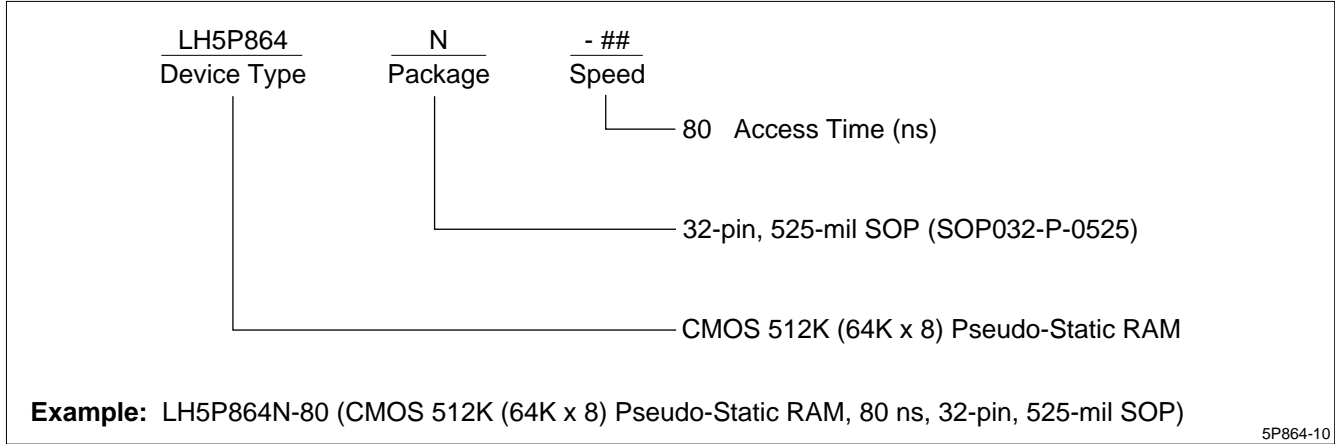 LH5P864 N - ##
Device Type Package Speed
80 Access Time (ns)
32-pin, 525-mil SOP (SOP032-P-0525)
CMOS 512K (64K x 8) Pseudo-Static RAM
Example: LH5P864N-80 (CMOS 512K (64K x 8) Pseudo-Static RAM, 80 ns, 32-pin, 525-mil SOP)
5P864-10